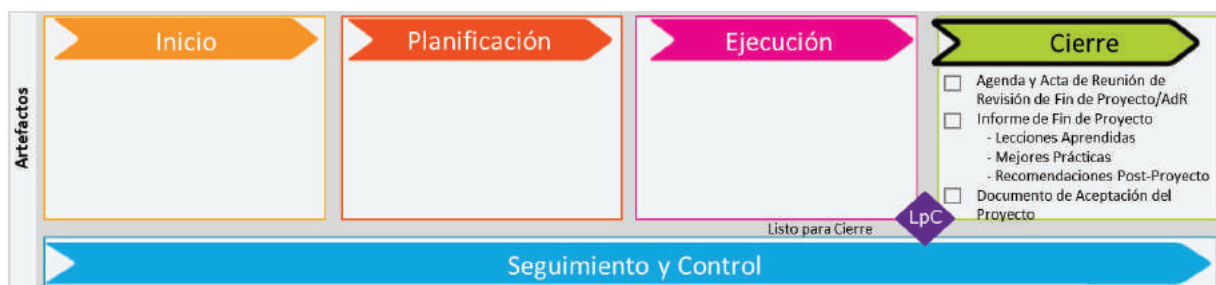 Artefactos
Inicio
Planificación
Ejecución
Cierre
Agenda y Acta de Reunión de
Revisión de Fin de Proyecto/AdR
Informe de Fin de Proyecto
- Lecciones Aprendidas
- Mejores Prácticas
- Recomendaciones Post-Proyecto
Documento de Aceptación del
Proyecto
LpC
Listo para Cierre
Seguimiento y Control